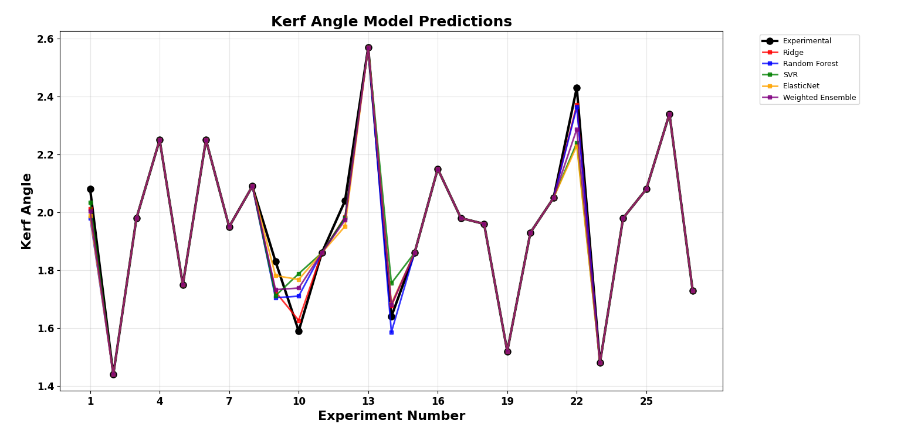 Kerf Angle Model Predictions
Kerf Angle
2.6
2.4
2.2
2.0
1.8
1.6
1.4
1 4 7 10 13 16 19 22 25
Experiment Number
Experimental
Ridge
Random Forest
SVR
ElasticNet
Weighted Ensemble